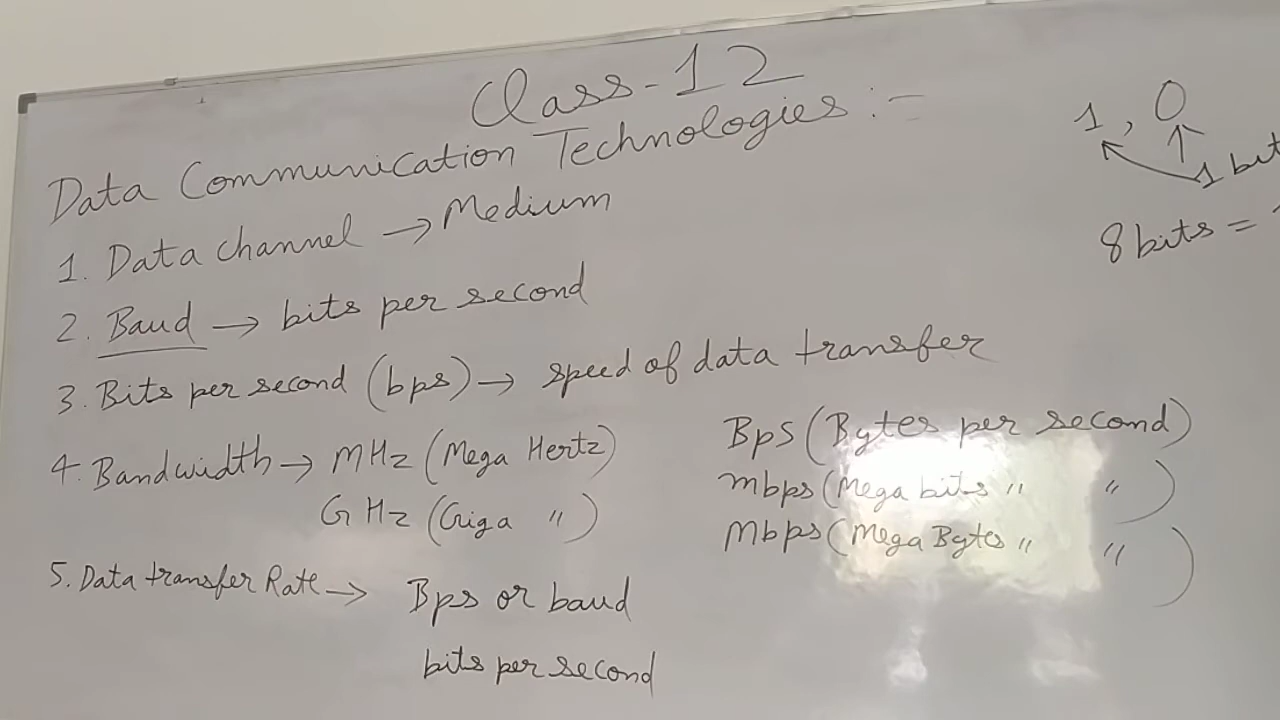 Class-12
Data Communication Technologies :-
1. Data channel → Medium
2. Baud → bits per second
3. Bits per second (bps) → speed of data transfer
4. Bandwidth → MHz (Mega Hertz)
GHz (Giga ")
Bps (Bytes per second)
mbps (Mega bits " ")
Mbps (Mega Bytes " ")
5. Data transfer Rate → Bps or baud
bits per second
1, 0
1 bit
8 bits =